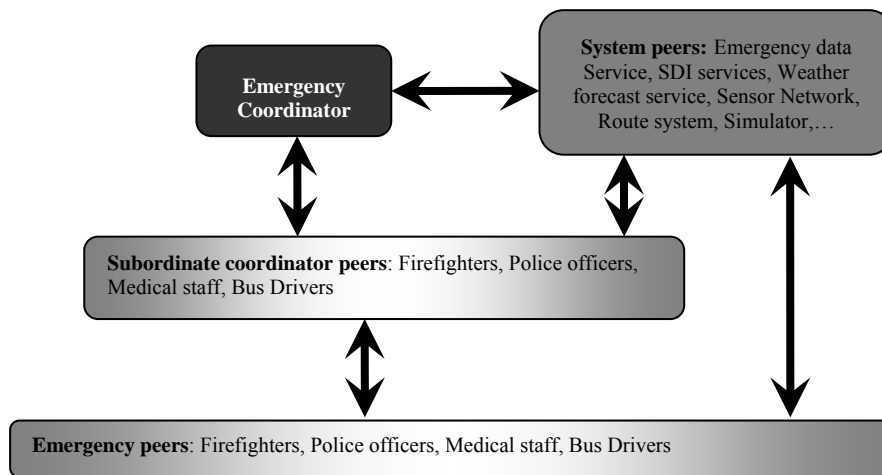 Emergency
Coordinator
System peers: Emergency data
Service, SDI services, Weather
forecast service, Sensor Network,
Route system, Simulator,…
Subordinate coordinator peers: Firefighters, Police officers,
Medical staff, Bus Drivers
Emergency peers: Firefighters, Police officers, Medical staff, Bus Drivers